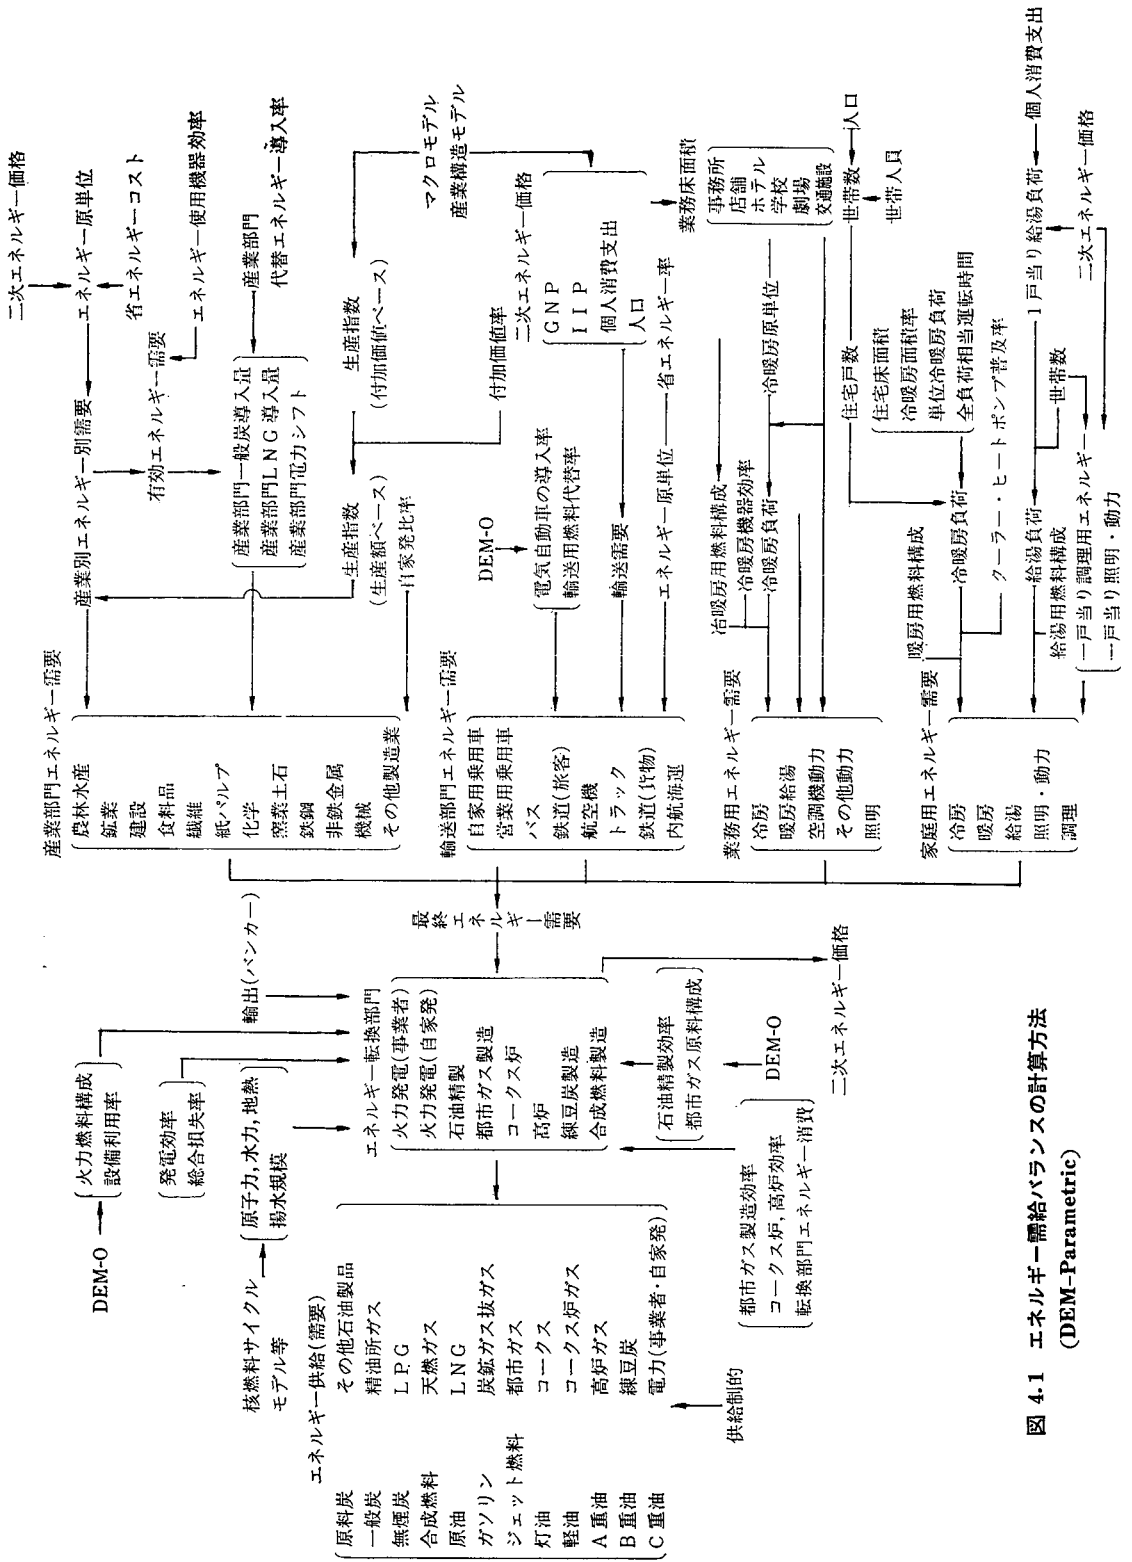 二次エネルギー価格
エネルギー原単位
省エネルギーコスト
産業別エネルギー別需要
有効エネルギー需要
エネルギー使用機器効率
産業部門一般炭導入量
産業部門LNG導入量
産業部門電力シフト
産業部門
代替エネルギー導入率
生産指数
(生産額ベース)
生産指数
(付加価値ベース)
付加価値率
自家発比率
マクロモデル
産業構造モデル
産業部門エネルギー需要
農林水産
鉱業
建設
食料品
繊維
紙パルプ
化学
窯業土石
鉄鋼
非鉄金属
機械
その他製造業
DEM-O
電気自動車の導入率
輸送用燃料代替率
二次エネルギー価格
GNP
IIP
個人消費支出
人口
輸送需要
エネルギー原単位
省エネルギー率
輸送部門エネルギー需要
自家用乗用車
営業用乗用車
バス
鉄道(旅客)
航空機
トラック
鉄道(貨物)
内航海運
業務床面積
事務所
店舗
ホテル
学校
劇場
交通施設
冷暖房用燃料構成
冷暖房機器効率
冷暖房負荷
冷暖房原単位
業務用エネルギー需要
冷房
暖房給湯
空調機動力
その他動力
照明
世帯数
人口
世帯人員
住宅戸数
住宅床面積
冷暖房面積率
単位冷暖房負荷
全負荷相当運転時間
暖房用燃料構成
冷暖房負荷
クーラー・ヒートポンプ普及率
給湯負荷
1戸当り給湯負荷
個人消費支出
給湯用燃料構成
世帯数
一戸当り調理用エネルギー
一戸当り照明・動力
二次エネルギー価格
家庭用エネルギー需要
冷房
暖房
給湯
照明・動力
調理
最終エネルギー需要
輸出(バンカー)
DEM-O
火力燃料構成
設備利用率
発電効率
総合損失率
核燃料サイクル
モデル等
原子力,水力,地熱
揚水規模
エネルギー転換部門
火力発電(事業者)
火力発電(自家発)
石油精製
都市ガス製造
コークス炉
高炉
練豆炭製造
合成燃料製造
石油精製効率
都市ガス原料構成
DEM-O
二次エネルギー価格
都市ガス製造効率
コークス炉,高炉効率
転換部門エネルギー消費
エネルギー供給(需要)
原料炭
一般炭
無煙炭
合成燃料
原油
ガソリン
ジェット燃料
灯油
軽油
A重油
B重油
C重油
その他石油製品
精油所ガス
LPG
天燃ガス
LNG
炭鉱ガス抜ガス
都市ガス
コークス
コークス炉ガス
高炉ガス
練豆炭
電力(事業者・自家発)
供給制的
図 4.1 エネルギー需給バランスの計算方法
(DEM-Parametric)